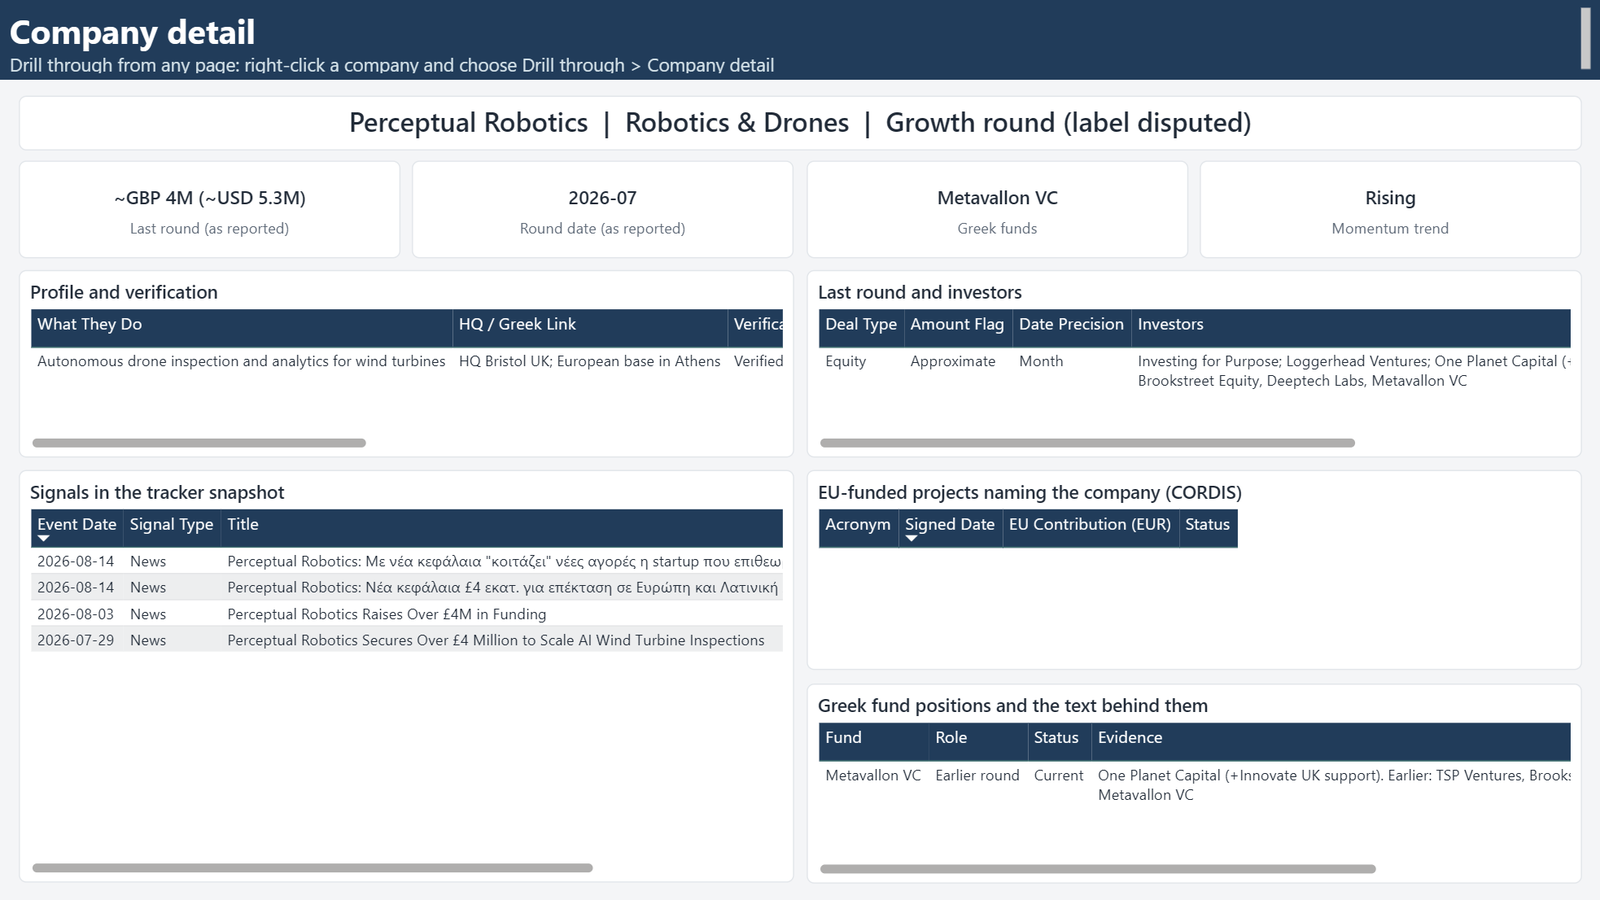 Company detail
Drill through from any page: right-click a company and choose Drill through > Company detail
Perceptual Robotics | Robotics & Drones | Growth round (label disputed)
~GBP 4M (~USD 5.3M)
Last round (as reported)
2026-07
Round date (as reported)
Metavallon VC
Greek funds
Rising
Momentum trend
Profile and verification
What They Do HQ / Greek Link
Autonomous drone inspection and analytics for wind turbines HQ Bristol UK; European base in Athens Verified
Last round and investors
Deal Type Amount Flag Date Precision Investors
Equity Approximate Month Investing for Purpose; Loggerhead Ventures; One Planet Capital
Brookstreet Equity, Deeptech Labs, Metavallon VC
Signals in the tracker snapshot
Event Date Signal Type Title
2026-08-14 News Perceptual Robotics: Με νέα κεφάλαια "κοιτάζει" νέες αγορές η startup που
2026-08-14 News Perceptual Robotics: Νέα κεφάλαια £4 εκατ. για επέκταση σε Ευρώπη και Λατινική
2026-08-03 News Perceptual Robotics Raises Over £4M in Funding
2026-07-29 News Perceptual Robotics Secures Over £4 Million to Scale AI Wind Turbine Inspections
EU-funded projects naming the company (CORDIS)
Acronym Signed Date EU Contribution (EUR) Status
Greek fund positions and the text behind them
Fund Role Status Evidence
Metavallon VC Earlier round Current One Planet Capital (+Innovate UK support). Earlier: TSP Ventures,
Metavallon VC